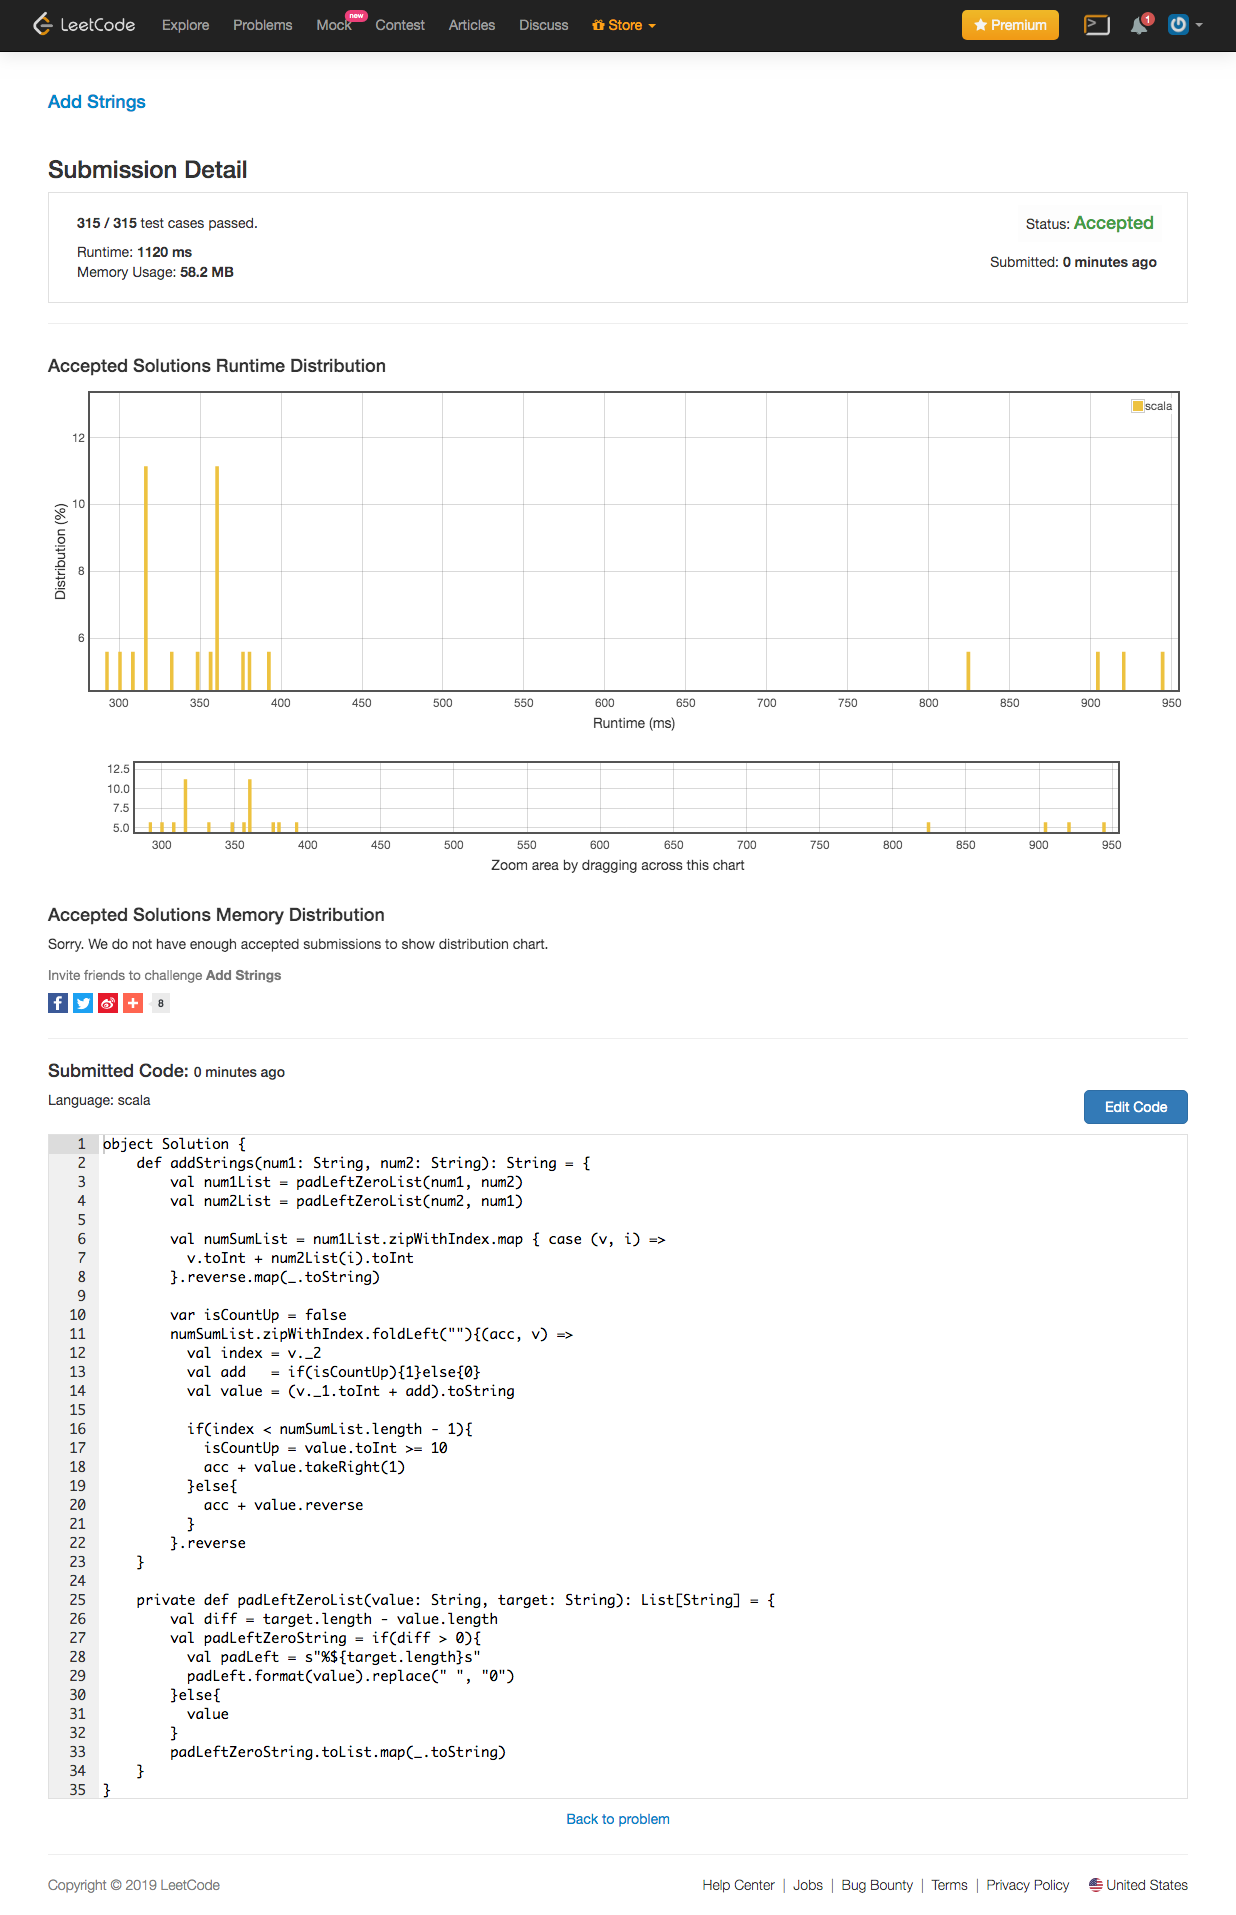 LeetCode Explore Problems Mock new Contest Articles Discuss Store Premium 1
Add Strings
Submission Detail
315 / 315 test cases passed.
Status: Accepted
Runtime: 1120 ms
Submitted: 0 minutes ago
Memory Usage: 58.2 MB
Accepted Solutions Runtime Distribution
scala
12
10
8
6
Distribution (%)
300 350 400 450 500 550 600 650 700 750 800 850 900 950
Runtime (ms)
12.5
10.0
7.5
5.0
300 350 400 450 500 550 600 650 700 750 800 850 900 950
Zoom area by dragging across this chart
Accepted Solutions Memory Distribution
Sorry. We do not have enough accepted submissions to show distribution chart.
Invite friends to challenge Add Strings
8
Submitted Code: 0 minutes ago
Language: scala
Edit Code
1 object Solution {
2     def addStrings(num1: String, num2: String): String = {
3         val num1List = padLeftZeroList(num1, num2)
4         val num2List = padLeftZeroList(num2, num1)
5
6         val numSumList = num1List.zipWithIndex.map { case (v, i) =>
7           v.toInt + num2List(i).toInt
8         }.reverse.map(_.toString)
9
10         var isCountUp = false
11         numSumList.zipWithIndex.foldLeft(""){(acc, v) =>
12           val index = v._2
13           val add   = if(isCountUp){1}else{0}
14           val value = (v._1.toInt + add).toString
15
16           if(index < numSumList.length - 1){
17             isCountUp = value.toInt >= 10
18             acc + value.takeRight(1)
19           }else{
20             acc + value.reverse
21           }
22         }.reverse
23     }
24
25     private def padLeftZeroList(value: String, target: String): List[String] = {
26         val diff = target.length - value.length
27         val padLeftZeroString = if(diff > 0){
28           val padLeft = s"%${target.length}s"
29           padLeft.format(value).replace(" ", "0")
30         }else{
31           value
32         }
33         padLeftZeroString.toList.map(_.toString)
34     }
35 }
Back to problem
Copyright © 2019 LeetCode
Help Center | Jobs | Bug Bounty | Terms | Privacy Policy United States